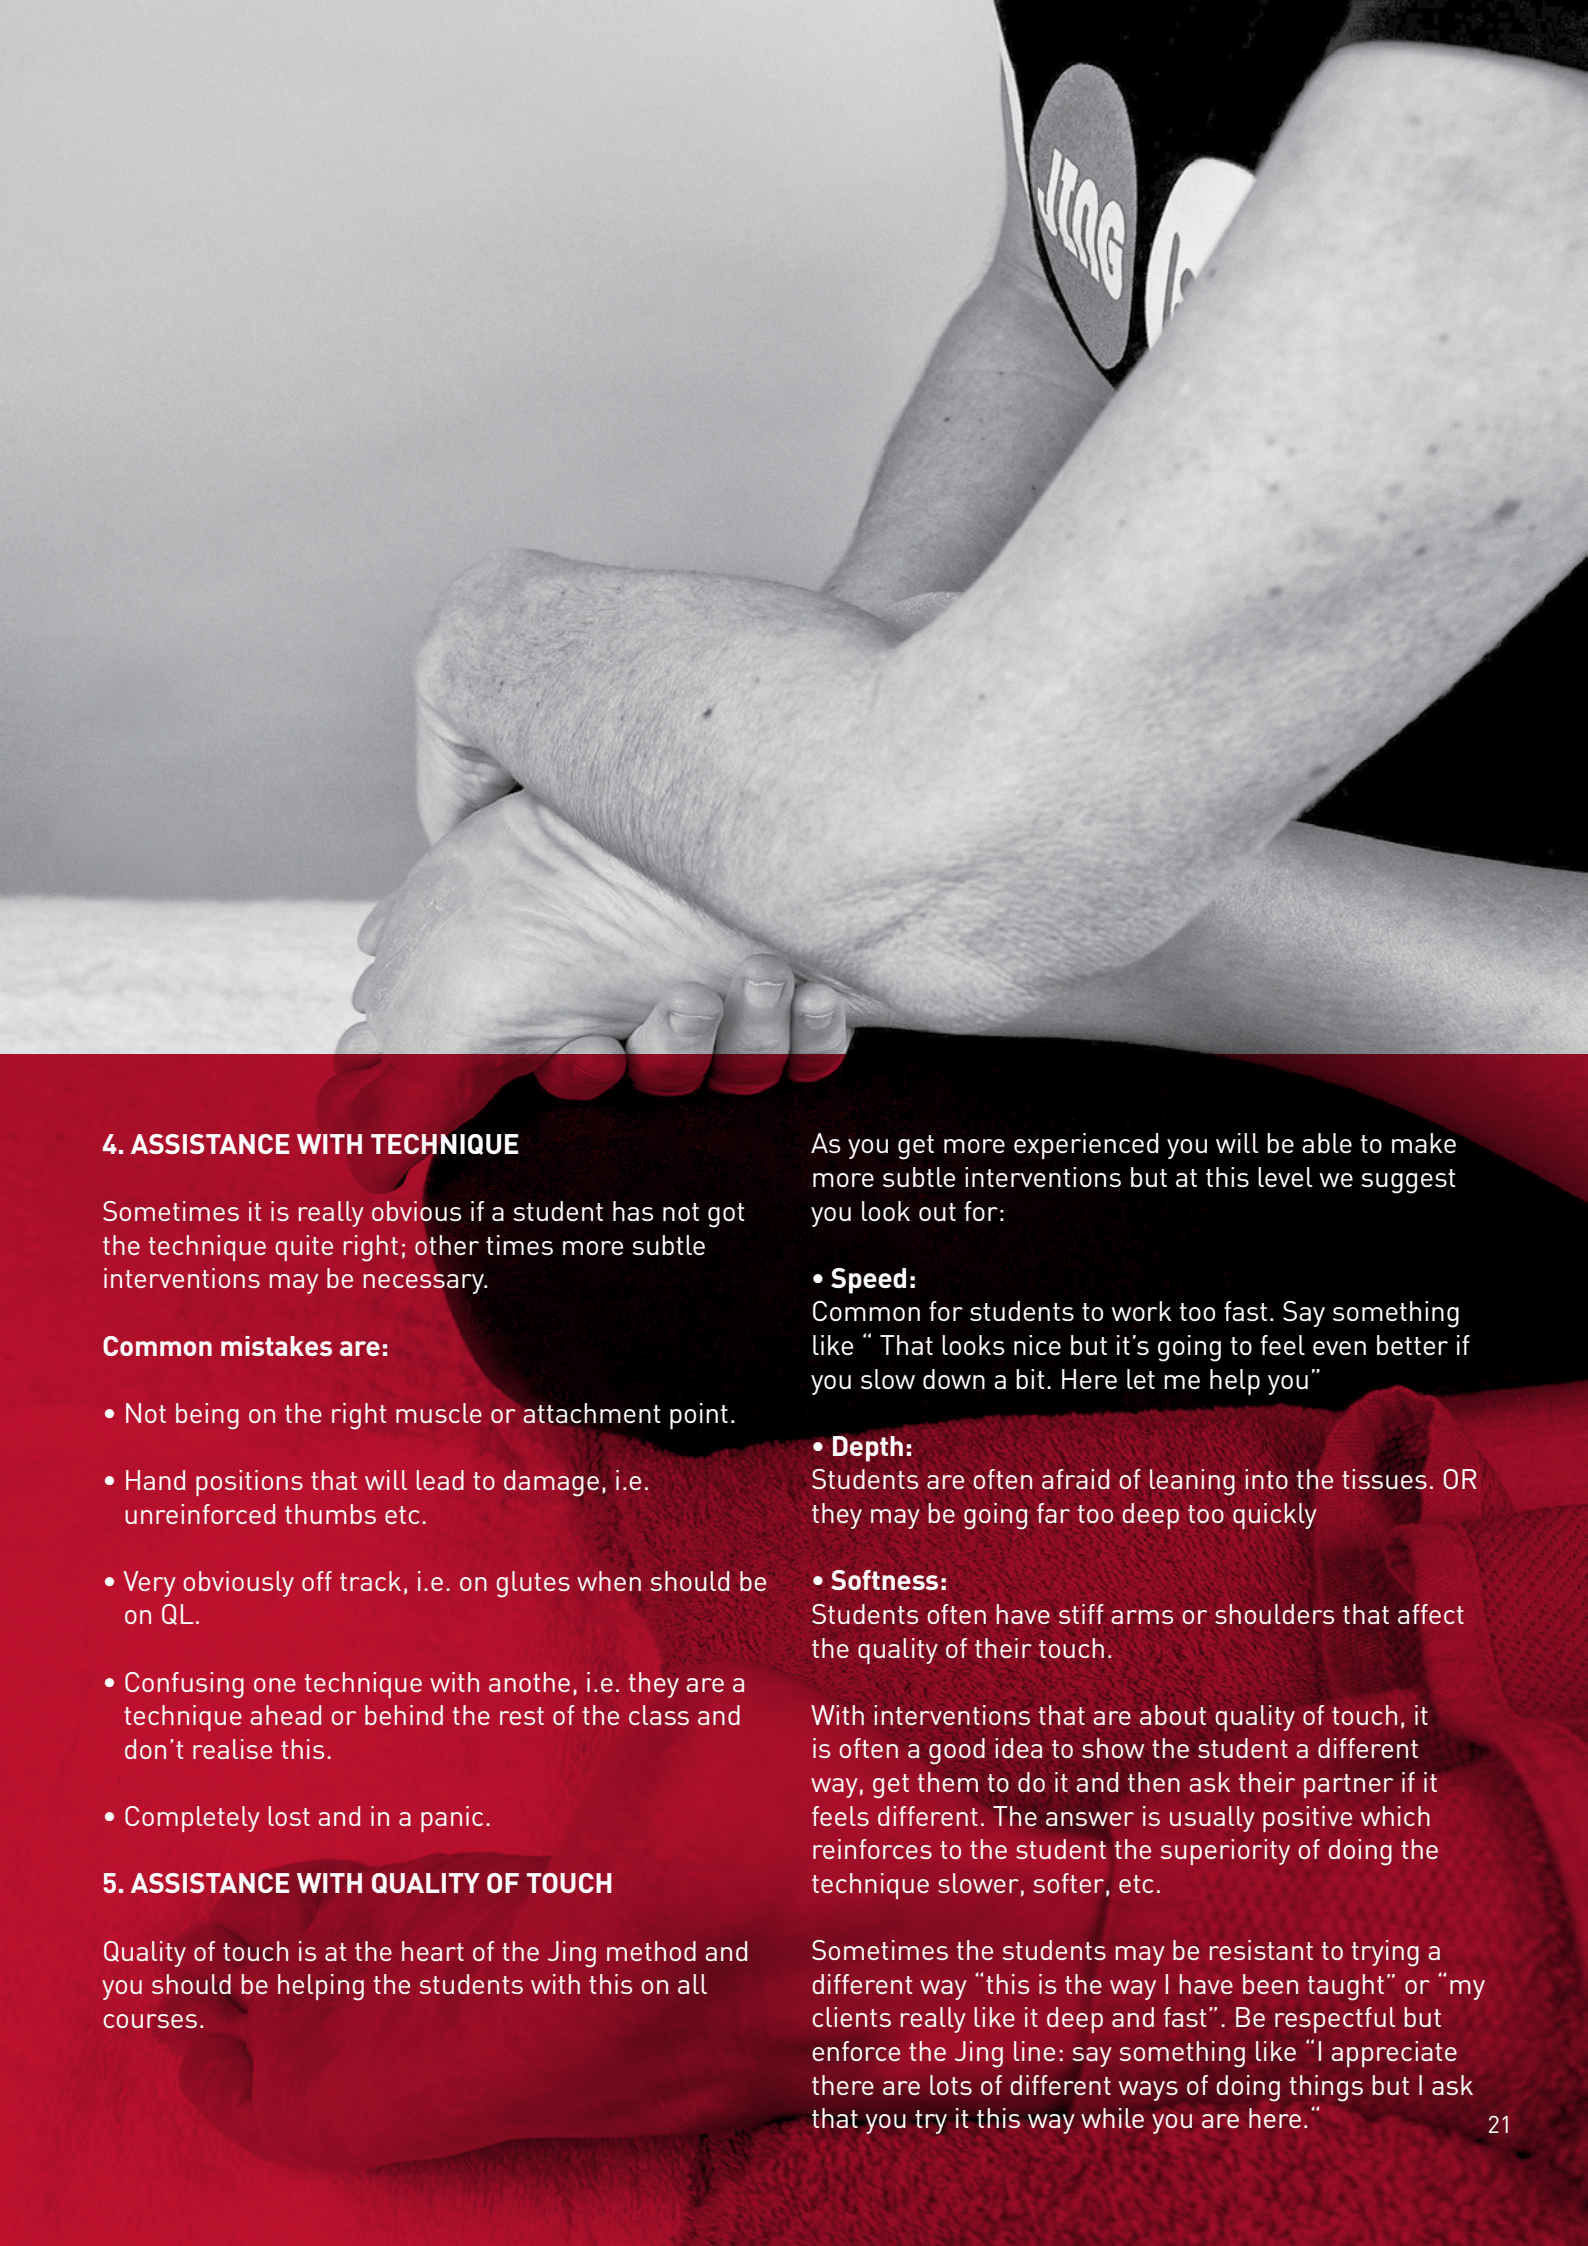 JING
4. ASSISTANCE WITH TECHNIQUE
Sometimes it is really obvious if a student has not got
the technique quite right; other times more subtle
interventions may be necessary.
Common mistakes are:
• Not being on the right muscle or attachment point.
• Hand positions that will lead to damage, i.e.
unreinforced thumbs etc.
• Very obviously off track, i.e. on glutes when should be
on QL.
• Confusing one technique with anothe, i.e. they are a
technique ahead or behind the rest of the class and
don’t realise this.
• Completely lost and in a panic.
5. ASSISTANCE WITH QUALITY OF TOUCH
Quality of touch is at the heart of the Jing method and
you should be helping the students with this on all
courses.
As you get more experienced you will be able to make
more subtle interventions but at this level we suggest
you look out for:
• Speed:
Common for students to work too fast. Say something
like “ That looks nice but it’s going to feel even better if
you slow down a bit. Here let me help you”
• Depth:
Students are often afraid of leaning into the tissues. OR
they may be going far too deep too quickly
• Softness:
Students often have stiff arms or shoulders that affect
the quality of their touch.
With interventions that are about quality of touch, it
is often a good idea to show the student a different
way, get them to do it and then ask their partner if it
feels different. The answer is usually positive which
reinforces to the student the superiority of doing the
technique slower, softer, etc.
Sometimes the students may be resistant to trying a
different way “this is the way I have been taught” or “my
clients really like it deep and fast”. Be respectful but
enforce the Jing line: say something like “I appreciate
there are lots of different ways of doing things but I ask
that you try it this way while you are here.“
21